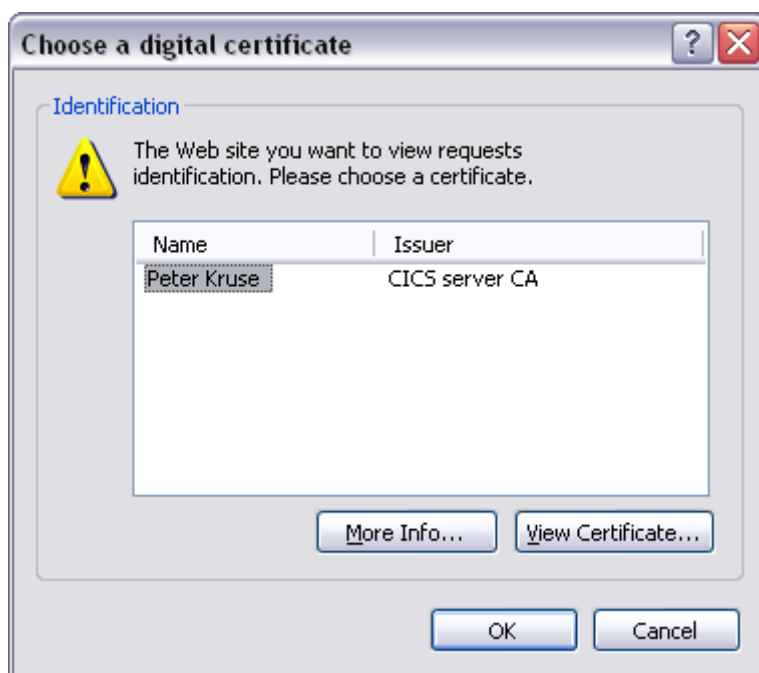 Choose a digital certificate
Identification
The Web site you want to view requests
identification. Please choose a certificate.
Name Issuer
Peter Kruse CICS server CA
More Info... View Certificate...
OK Cancel